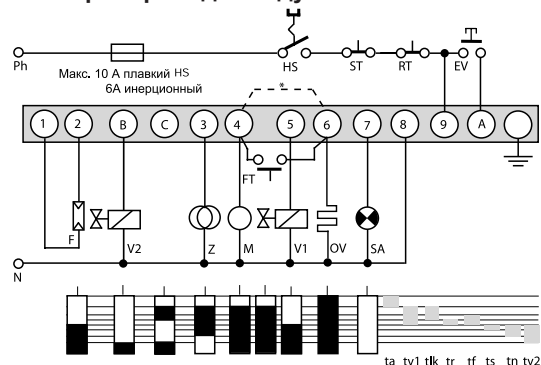 Ph
Макс. 10 А плавкий HS
6А инерционный
HS
ST
RT
EV
*
1 2 B C 3 4 5 6 7 8 9 A
FT
F
V2
Z
M
V1
OV
SA
N
ta tv1 tlk tr tf ts tn tv2